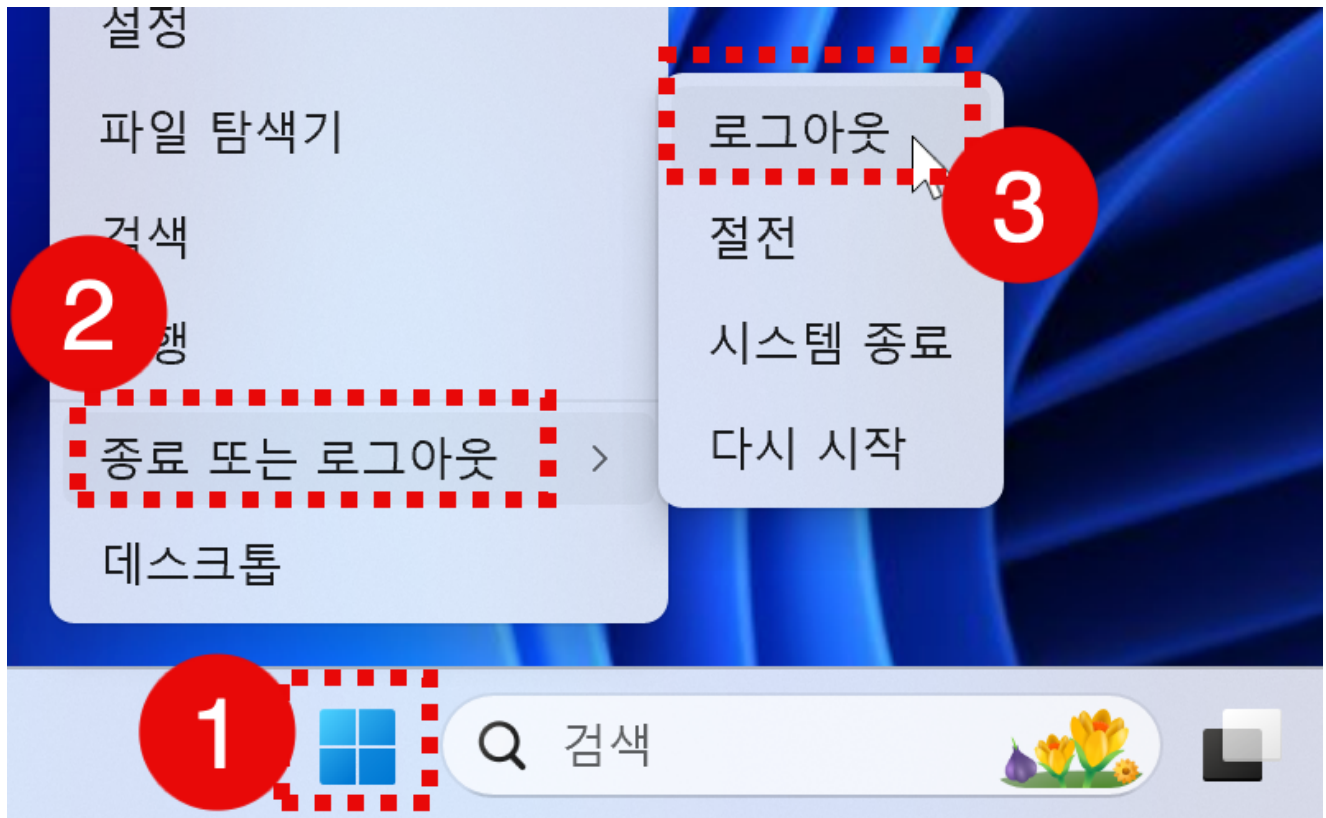 설정
파일 탐색기
검색
2
행
종료 또는 로그아웃
데스크톱
로그아웃
3
절전
시스템 종료
다시 시작
1
검색